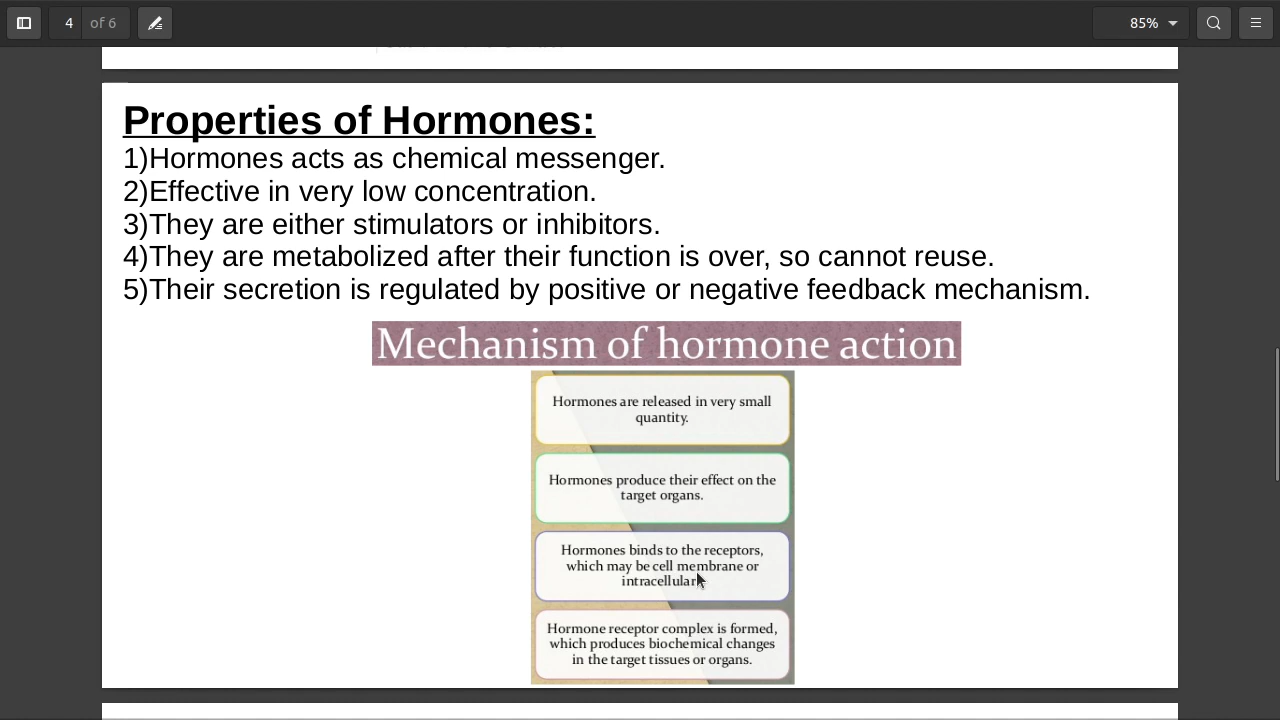 4 of 6
85%
Properties of Hormones:
1)Hormones acts as chemical messenger.
2)Effective in very low concentration.
3)They are either stimulators or inhibitors.
4)They are metabolized after their function is over, so cannot reuse.
5)Their secretion is regulated by positive or negative feedback mechanism.
Mechanism of hormone action
Hormones are released in very small
quantity.
Hormones produce their effect on the
target organs.
Hormones binds to the receptors,
which may be cell membrane or
intracellular
Hormone receptor complex is formed,
which produces biochemical changes
in the target tissues or organs.